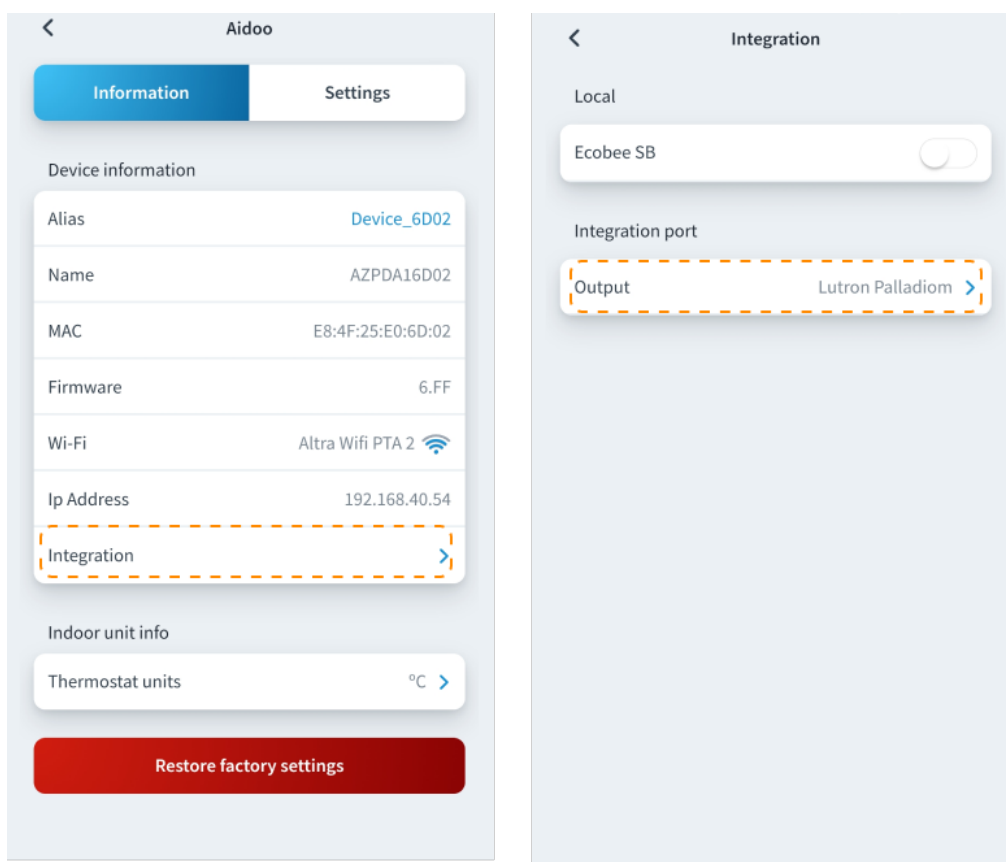 Aidoo
Information Settings
Device information
Alias Device_6D02
Name AZPDA16D02
MAC E8:4F:25:E0:6D:02
Firmware 6.FF
Wi-Fi Altra Wifi PTA 2
Ip Address 192.168.40.54
Integration
Indoor unit info
Thermostat units ºC
Restore factory settings
Integration
Local
Ecobee SB
Integration port
Output Lutron Palladiom